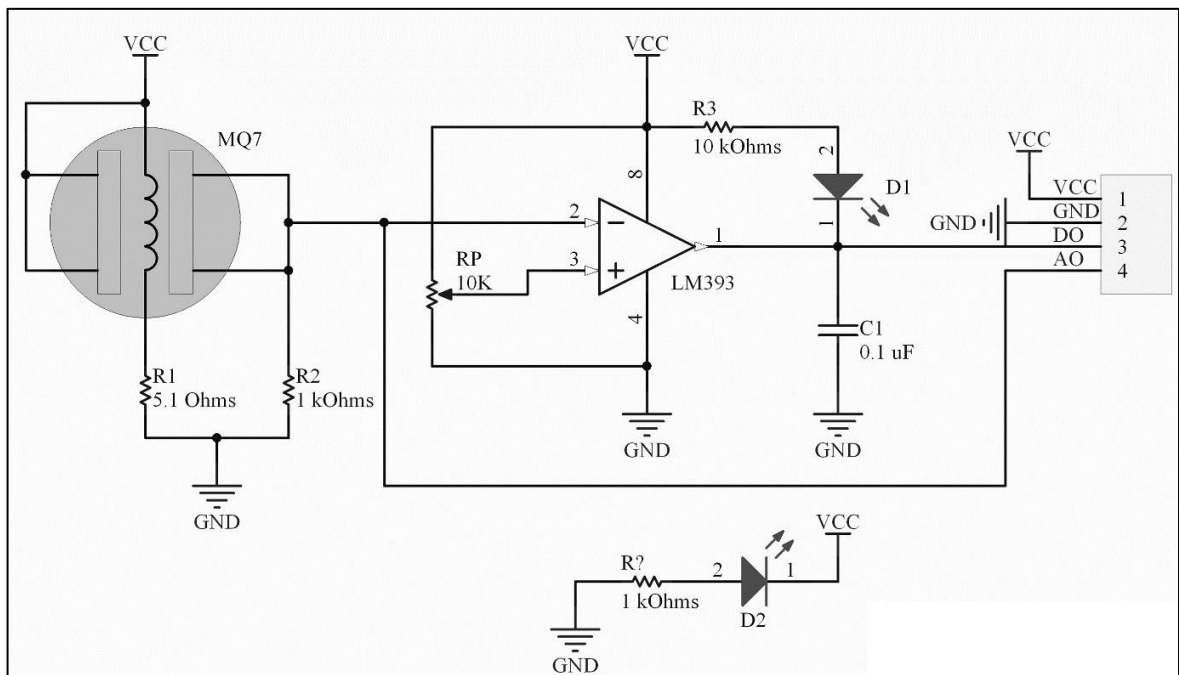 VCC
MQ7
R1
5.1 Ohms
R2
1 kOhms
GND
VCC
R3
10 kOhms
2
D1
1
8
2
−
3
+
1
LM393
4
RP
10K
GND
C1
0.1 uF
GND
VCC
VCC
1
GND
GND
2
DO
3
AO
4
R?
1 kOhms
2
1
D2
VCC
GND